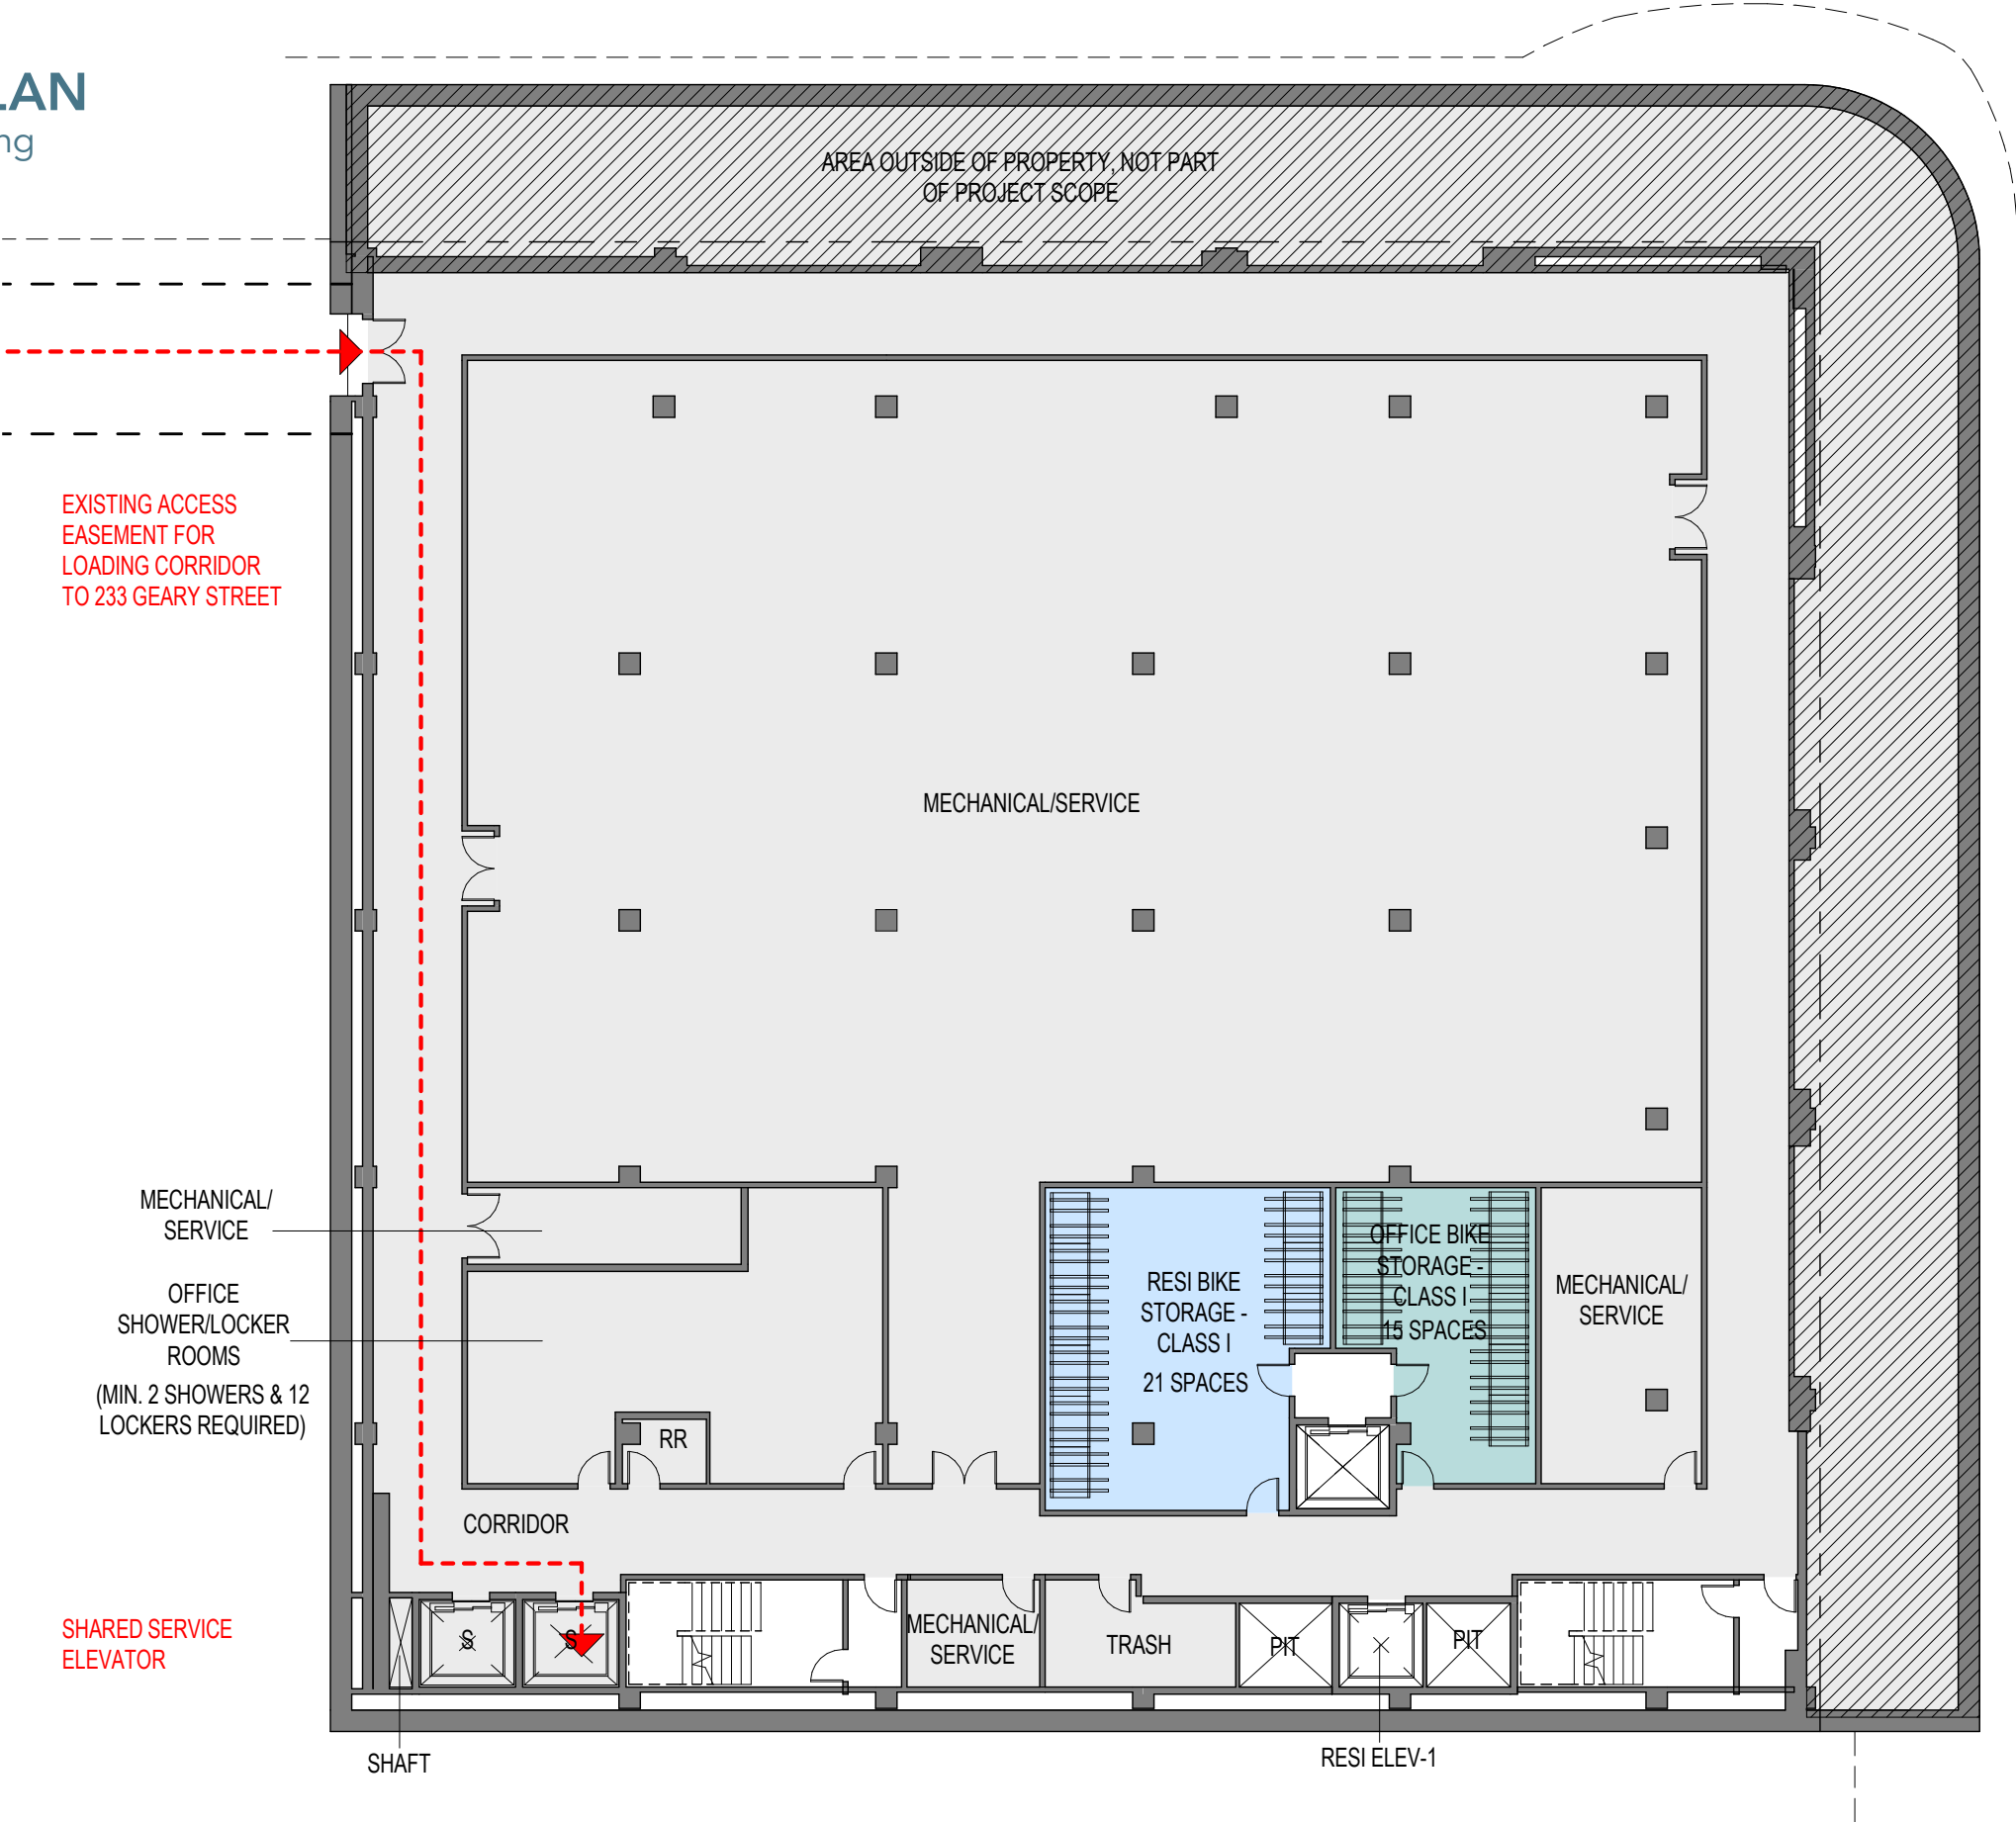 LAN
ng
AREA OUTSIDE OF PROPERTY, NOT PART
OF PROJECT SCOPE
EXISTING ACCESS
EASEMENT FOR
LOADING CORRIDOR
TO 233 GEARY STREET
MECHANICAL/SERVICE
MECHANICAL/
SERVICE
OFFICE
SHOWER/LOCKER
ROOMS
(MIN. 2 SHOWERS & 12
LOCKERS REQUIRED)
RR
RESI BIKE
STORAGE -
CLASS I
21 SPACES
OFFICE BIKE
STORAGE -
CLASS I
15 SPACES
MECHANICAL/
SERVICE
CORRIDOR
SHARED SERVICE
ELEVATOR
S
S
MECHANICAL/
SERVICE
TRASH
PIT
PIT
SHAFT
RESI ELEV-1